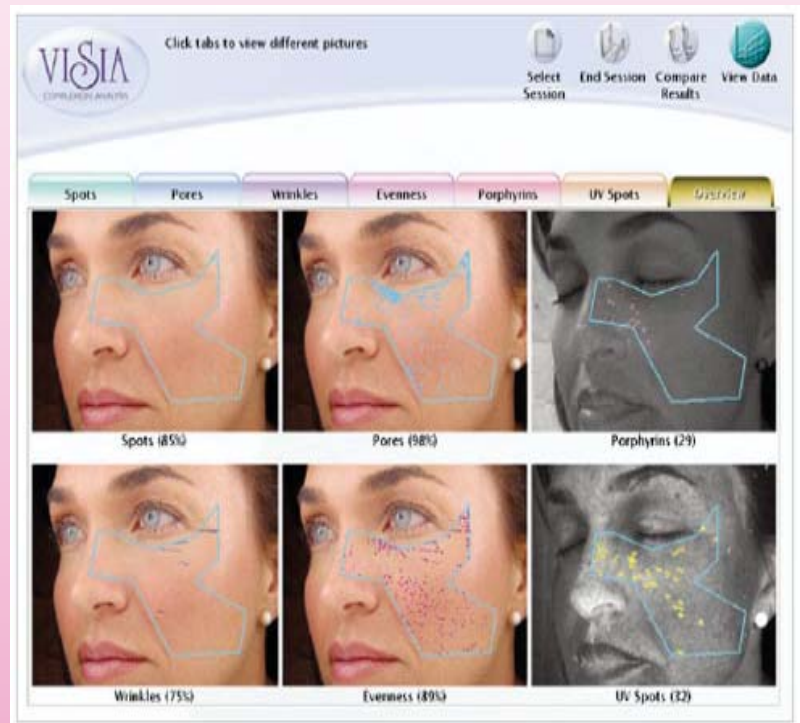 VISIA
COMPLEXION ANALYSIS
Click tabs to view different pictures
Select
Session
End Session
Compare
Results
View Data
Spots
Pores
Wrinkles
Evenness
Porphyrins
UV Spots
Overview
Spots (85%)
Pores (98%)
Porphyrins (29)
Wrinkles (75%)
Evenness (89%)
UV Spots (32)